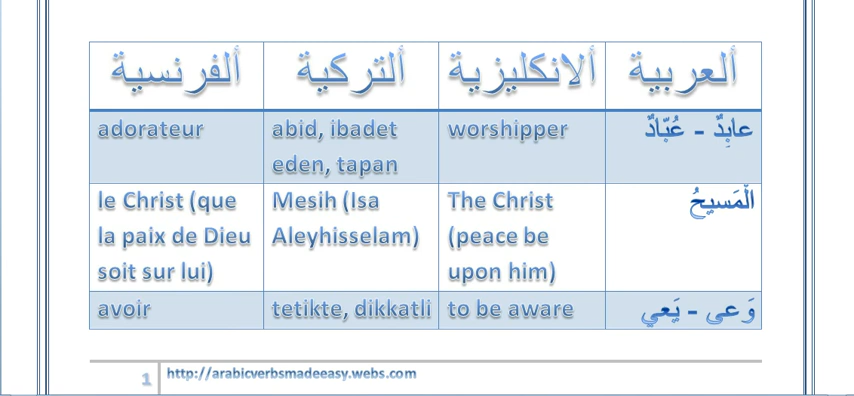 ألفرنسية ألتركية ألانكليزية ألعربية
adorateur abid, ibadet worshipper عابِدٌ - عُبّادٌ
eden, tapan
le Christ (que Mesih (Isa The Christ الْمَسيحُ
la paix de Dieu Aleyhisselam) (peace be
soit sur lui) upon him)
avoir tetikte, dikkatli to be aware وَعى - يَعي
1 http://arabicverbsmadeeasy.webs.com